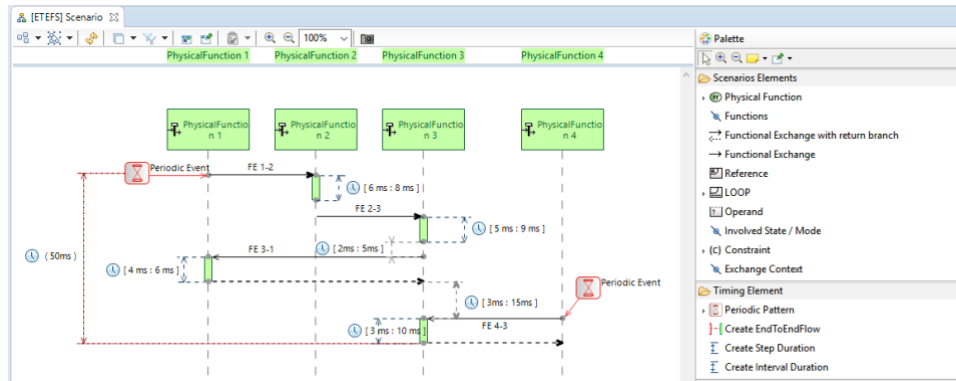 [ETEFS] Scenario
100%
Palette
PhysicalFunction 1
PhysicalFunction 2
PhysicalFunction 3
PhysicalFunction 4
Scenarios Elements
Physical Function
Functions
Functional Exchange with return branch
Functional Exchange
Reference
LOOP
Operand
Involved State / Mode
(c) Constraint
Exchange Context
Timing Element
Periodic Pattern
Create EndToEndFlow
Create Step Duration
Create Interval Duration
PhysicalFunctio
n 1
PhysicalFunctio
n 2
PhysicalFunctio
n 3
PhysicalFunctio
n 4
Periodic Event
FE 1-2
[ 6 ms : 8 ms ]
FE 2-3
[ 5 ms : 9 ms ]
FE 3-1
[ 2ms : 5ms ]
( 50ms )
[ 4 ms : 6 ms ]
Periodic Event
[ 3ms : 15ms ]
FE 4-3
[ 3 ms : 10 ms ]